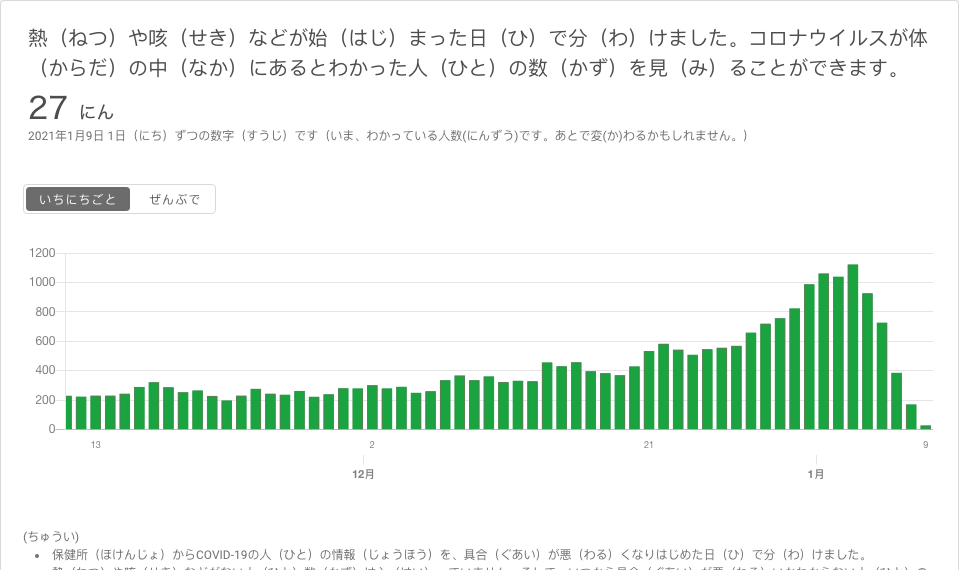 熱（ねつ）や咳（せき）などが始（はじ）まった日（ひ）で分（わ）けました。コロナウイルスが体
（からだ）の中（なか）にあるとわかった人（ひと）の数（かず）を見（み）ることができます。
27 にん
2021年1月9日 1日（にち）ずつの数字（すうじ）です（いま、わかっている人数(にんずう)です。あとで変(か)わるかもしれません。）
いちにちごと ぜんぶで
1200
1000
800
600
400
200
0
13 2 21 9
12月 1月
(ちゅうい)
• 保健所（ほけんじょ）からCOVID-19の人（ひと）の情報（じょうほう）を、具合（ぐあい）が悪（わる）くなりはじめた日（ひ）で分（わ）けました。